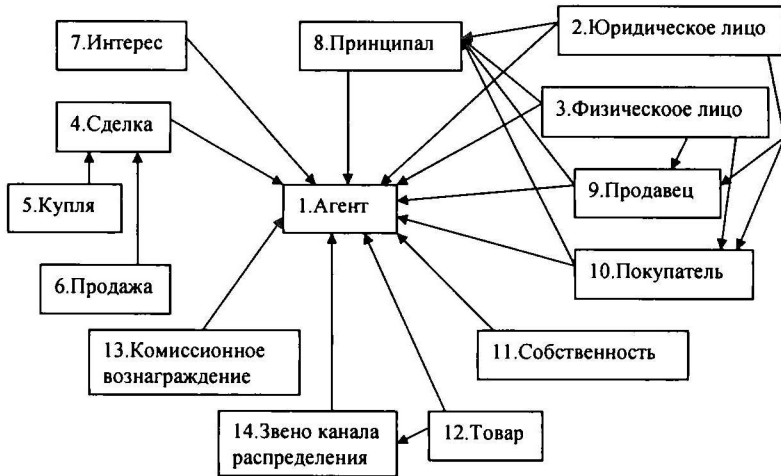 7.Интерес
8.Принципал
2.Юридическое лицо
3.Физическоое лицо
4.Сделка
5.Купля
1.Агент
9.Продавец
6.Продажа
10.Покупатель
13.Комиссионное
вознаграждение
11.Собственность
14.Звено канала
распределения
12.Товар